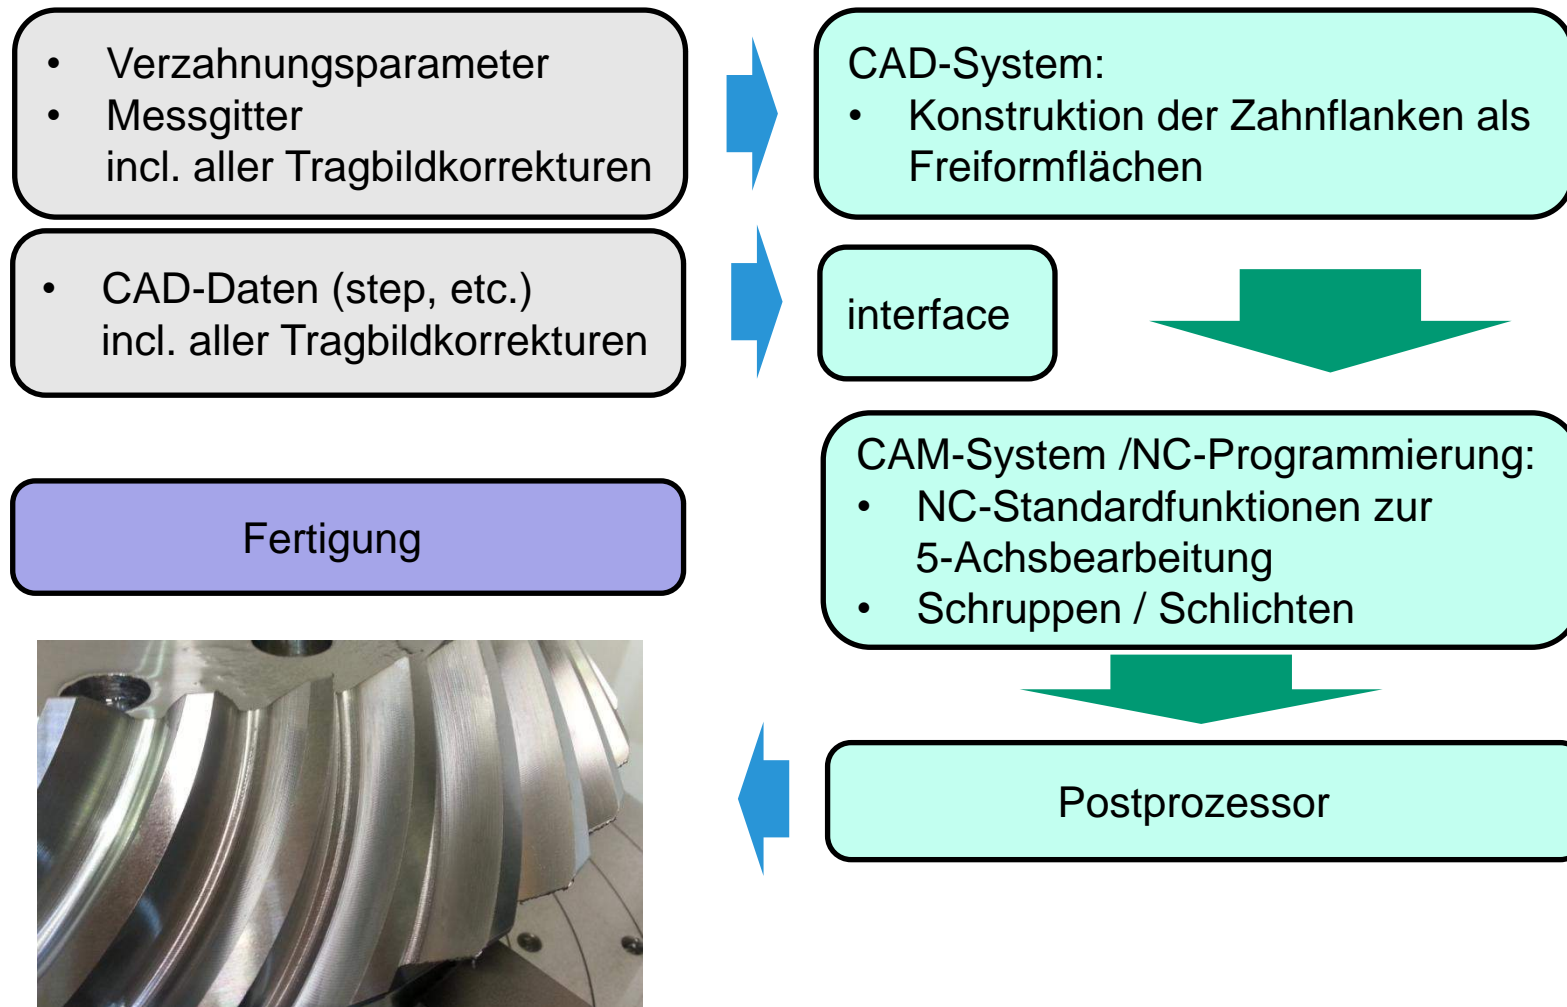 • Verzahnungsparameter
• Messgitter
incl. aller Tragbildkorrekturen
CAD-System:
• Konstruktion der Zahnflanken als
Freiformflächen
• CAD-Daten (step, etc.)
incl. aller Tragbildkorrekturen
interface
CAM-System /NC-Programmierung:
• NC-Standardfunktionen zur
5-Achsbearbeitung
• Schruppen / Schlichten
Fertigung
Postprozessor